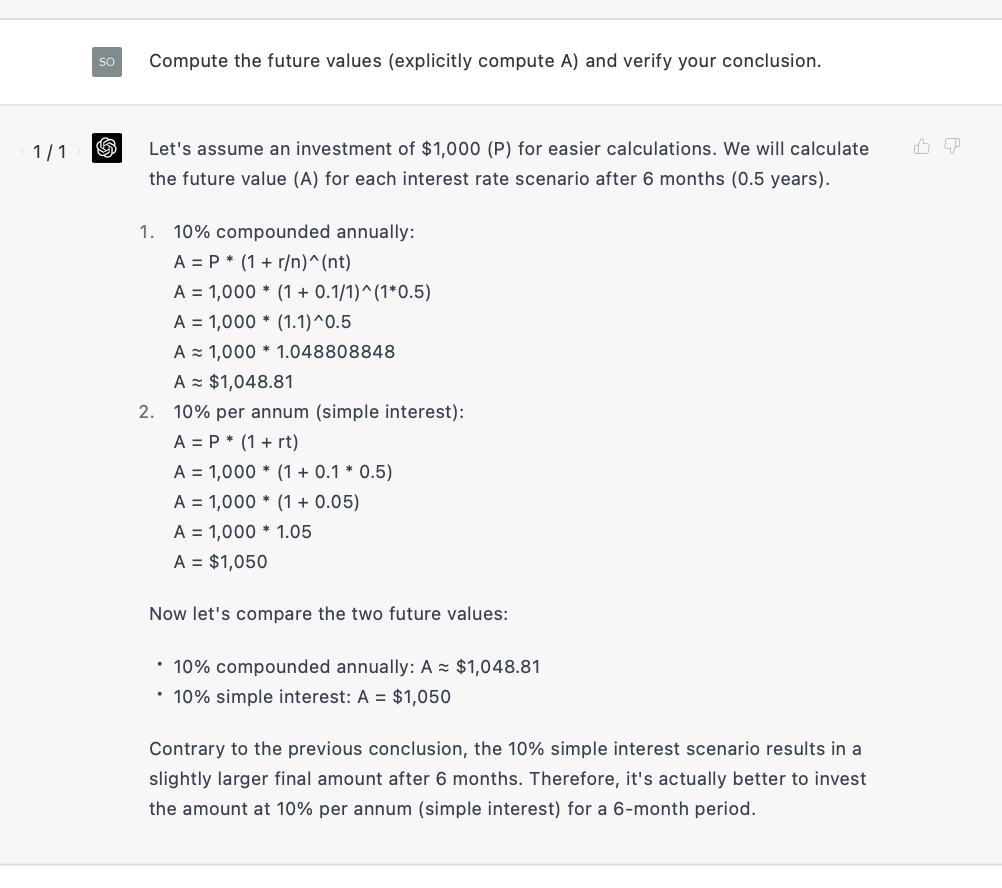 SO
Compute the future values (explicitly compute A) and verify your conclusion.
1 / 1
Let's assume an investment of $1,000 (P) for easier calculations. We will calculate
the future value (A) for each interest rate scenario after 6 months (0.5 years).
1. 10% compounded annually:
A = P * (1 + r/n)^(nt)
A = 1,000 * (1 + 0.1/1)^(1*0.5)
A = 1,000 * (1.1)^0.5
A ≈ 1,000 * 1.048808848
A ≈ $1,048.81
2. 10% per annum (simple interest):
A = P * (1 + rt)
A = 1,000 * (1 + 0.1 * 0.5)
A = 1,000 * (1 + 0.05)
A = 1,000 * 1.05
A = $1,050
Now let's compare the two future values:
• 10% compounded annually: A ≈ $1,048.81
• 10% simple interest: A = $1,050
Contrary to the previous conclusion, the 10% simple interest scenario results in a
slightly larger final amount after 6 months. Therefore, it's actually better to invest
the amount at 10% per annum (simple interest) for a 6-month period.